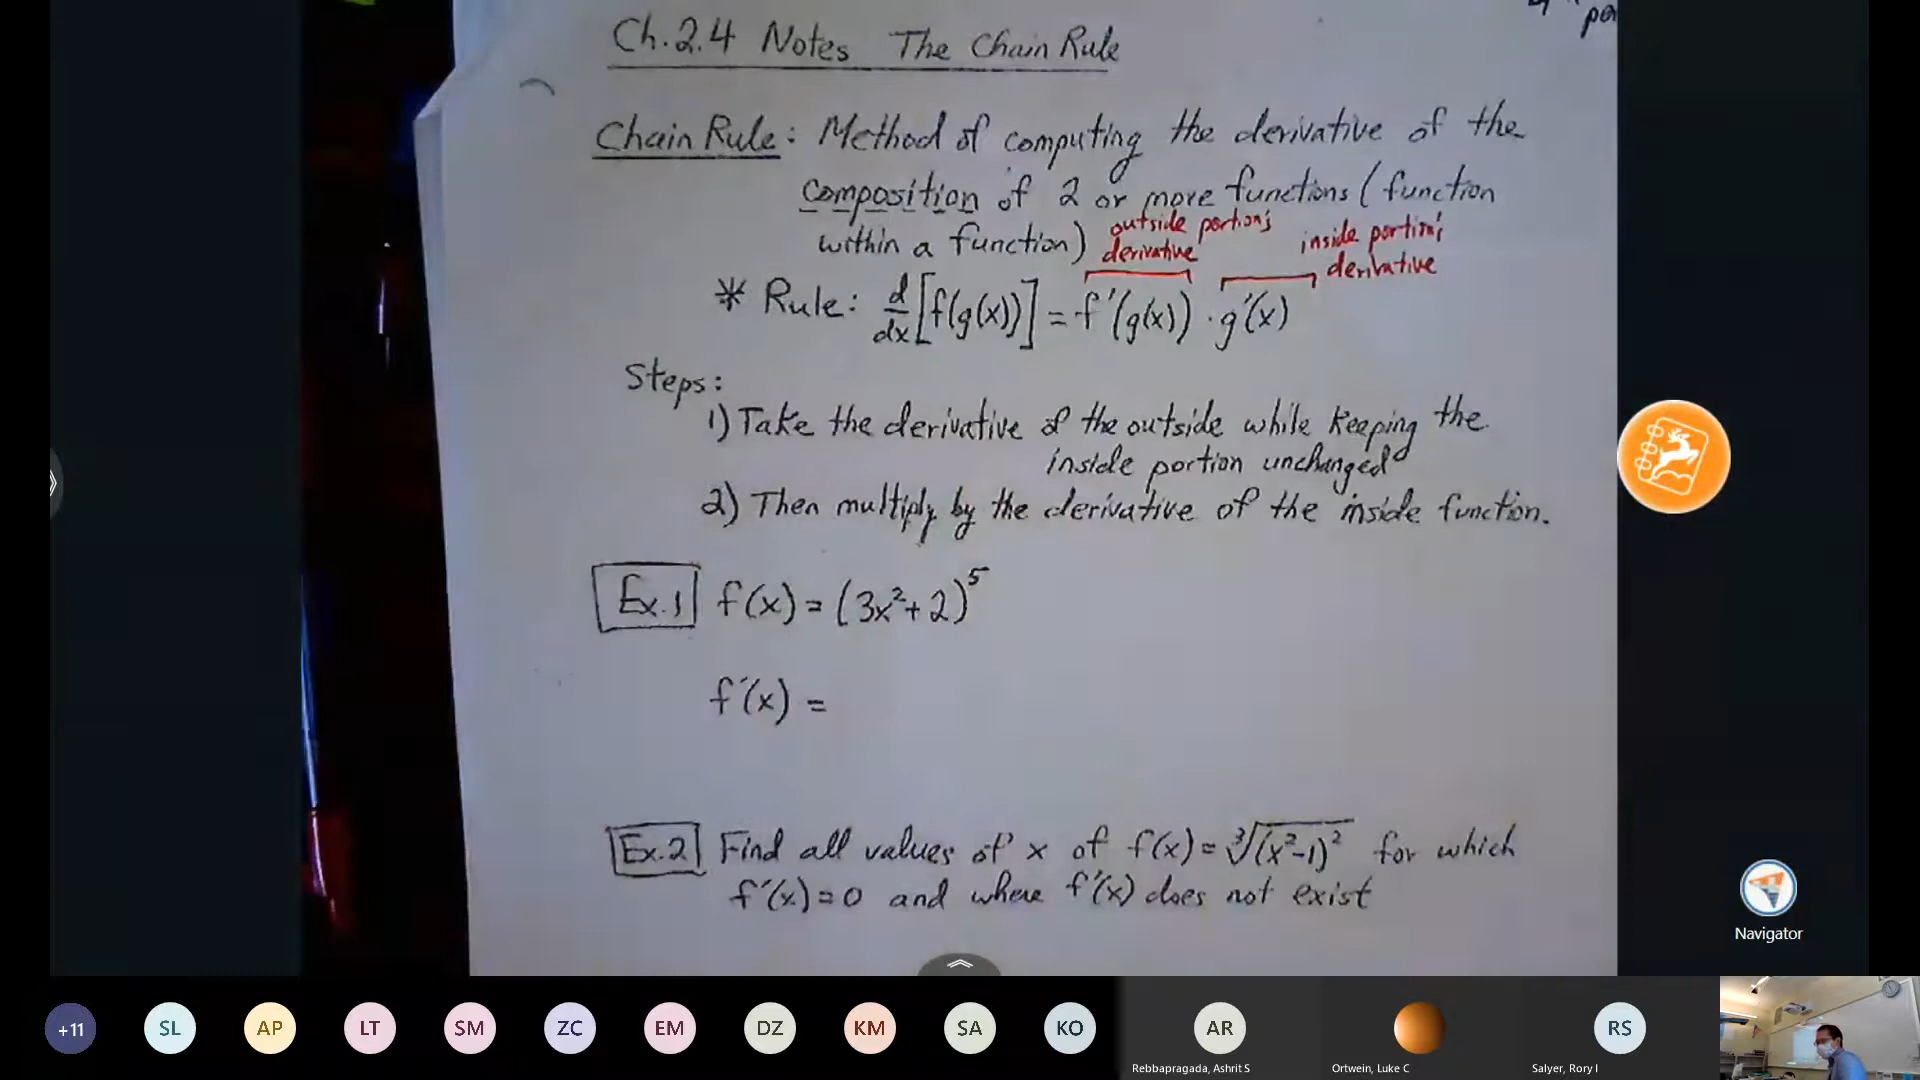 Ch.2.4 Notes The Chain Rule
Chain Rule: Method of computing the derivative of the
composition of 2 or more functions (function
within a function)
outside portion's
derivative
inside portion's
derivative
* Rule: d/dx [f(g(x))] = f'(g(x)) · g'(x)
Steps:
1) Take the derivative of the outside while keeping the
inside portion unchanged
2) Then multiply by the derivative of the inside function.
Ex.1 f(x) = (3x²+2)⁵
f'(x) =
Ex.2 Find all values of x of f(x) = ∛(x²-1)² for which
f'(x) = 0 and where f'(x) does not exist
Navigator
+11 SL AP LT SM ZC EM DZ KM SA KO AR RS
Rebbapragada, Ashrit S Ortwein, Luke C Salyer, Rory I